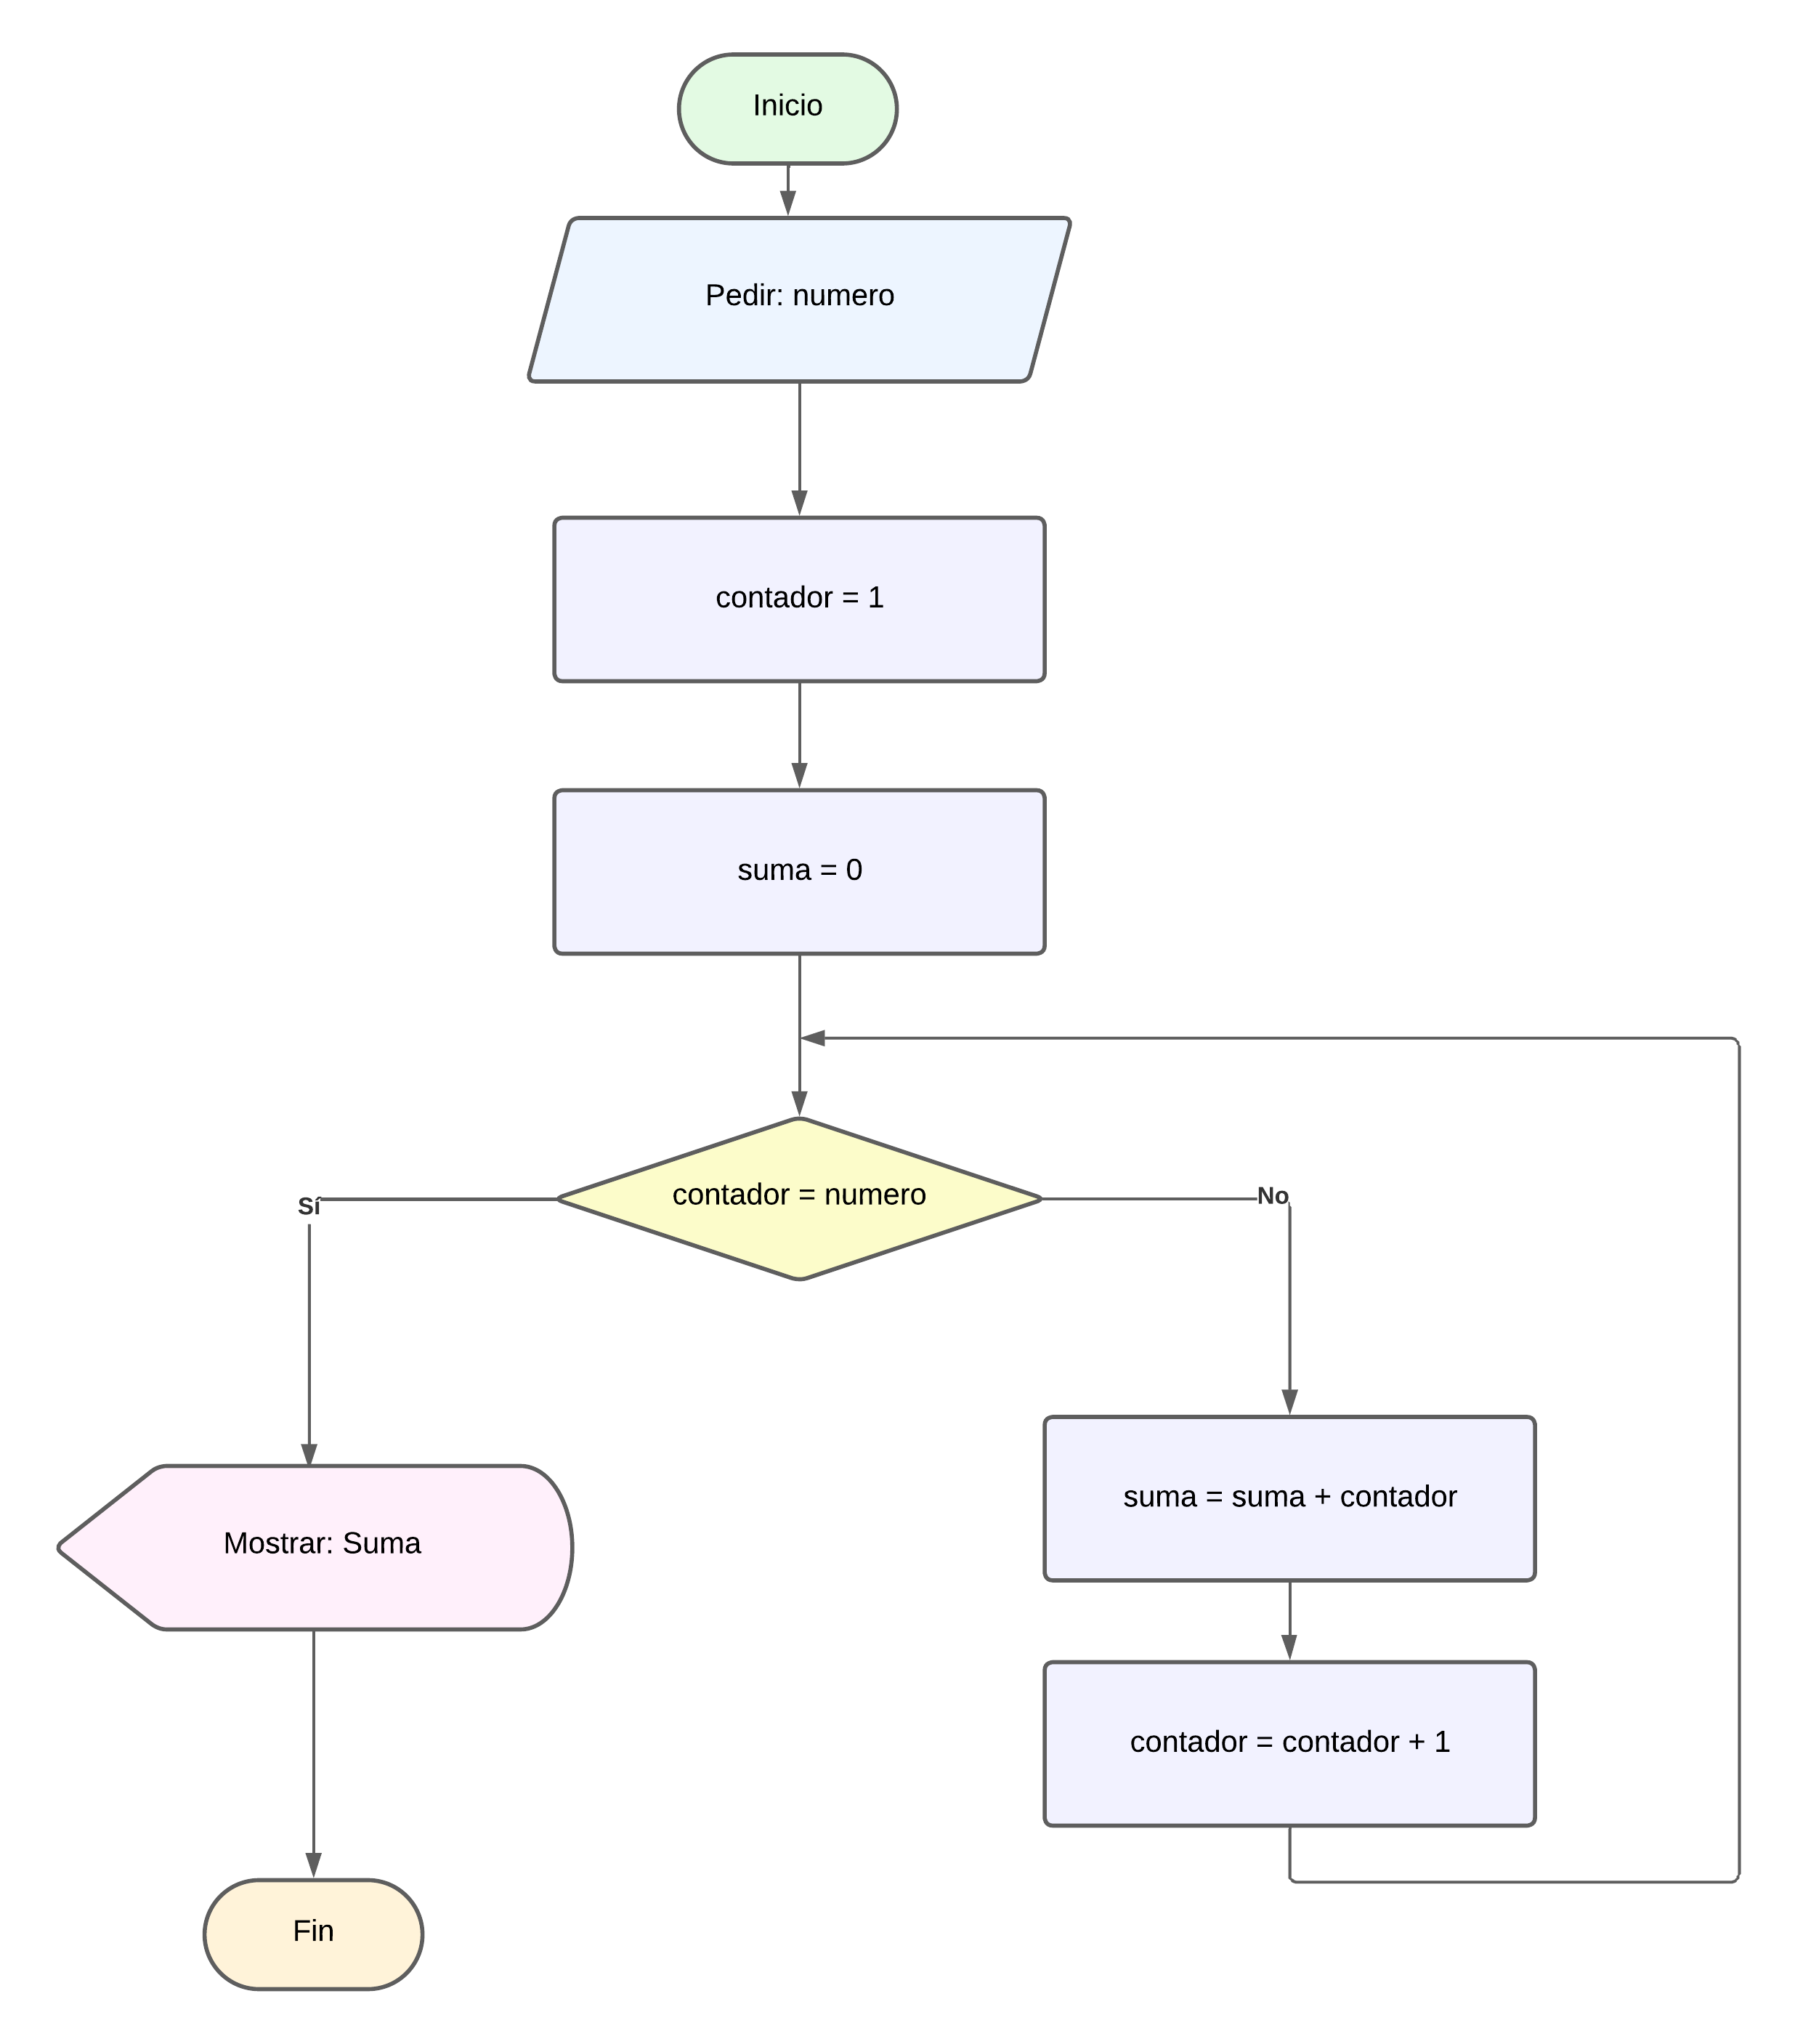 Inicio
Pedir: numero
contador = 1
suma = 0
contador = numero
Sí
No
suma = suma + contador
Mostrar: Suma
contador = contador + 1
Fin